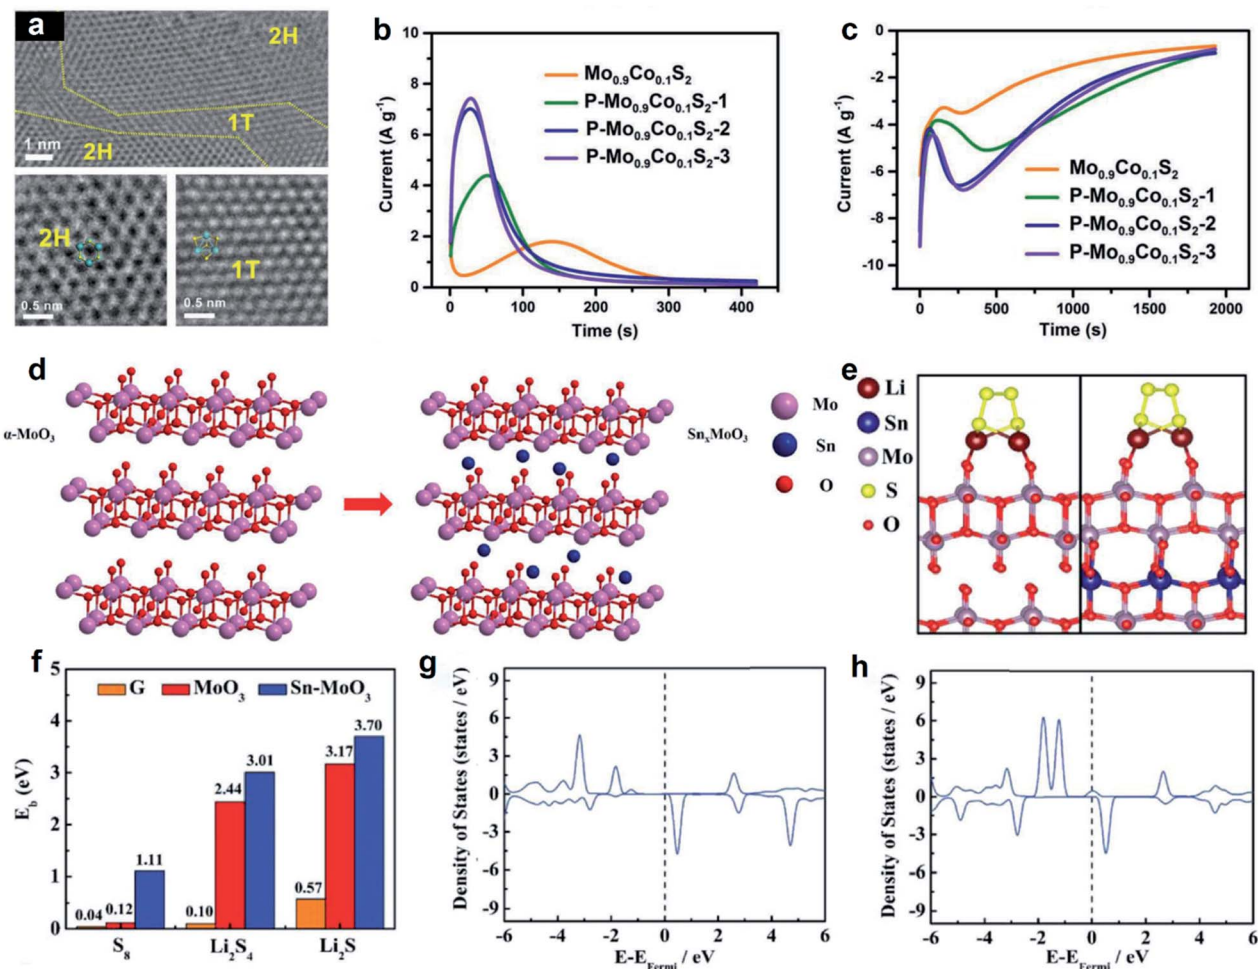 a
2H
1T
2H
1 nm
2H
0.5 nm
1T
0.5 nm
b
Current (A g⁻¹)
10
8
6
4
2
0
Mo₀.₉Co₀.₁S₂
P-Mo₀.₉Co₀.₁S₂-1
P-Mo₀.₉Co₀.₁S₂-2
P-Mo₀.₉Co₀.₁S₂-3
0 100 200 300 400
Time (s)
c
Current (A g⁻¹)
0
-2
-4
-6
-8
-10
Mo₀.₉Co₀.₁S₂
P-Mo₀.₉Co₀.₁S₂-1
P-Mo₀.₉Co₀.₁S₂-2
P-Mo₀.₉Co₀.₁S₂-3
0 500 1000 1500 2000
Time (s)
d
α-MoO₃
SnₓMoO₃
Mo
Sn
O
e
Li
Sn
Mo
S
O
f
E_b (eV)
5
4
3
2
1
0
G MoO₃ Sn-MoO₃
0.04 0.12 1.11
0.10 2.44 3.01
0.57 3.17 3.70
S₈ Li₂S₄ Li₂S
g
Density of States (states / eV)
9
6
3
0
-3
-6
-9
-6 -4 -2 0 2 4 6
E-E_Fermi / eV
h
Density of States (states / eV)
9
6
3
0
-3
-6
-9
-6 -4 -2 0 2 4 6
E-E_Fermi / eV